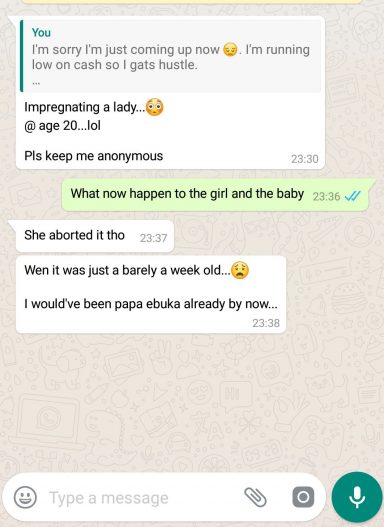 You
I'm sorry I'm just coming up now 😔. I'm running
low on cash so I gats hustle.
...
Impregnating a lady...😳
@ age 20...lol
Pls keep me anonymous
23:30
What now happen to the girl and the baby 23:36
She aborted it tho 23:37
Wen it was just a barely a week old...😧
I would've been papa ebuka already by now...
23:38
Type a message